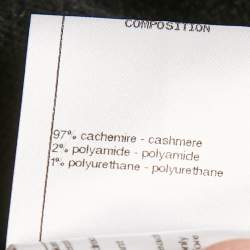 COMPOSITION
97% cachemire - cashmere
2% polyamide - polyamide
1% polyurethane - polyurethane